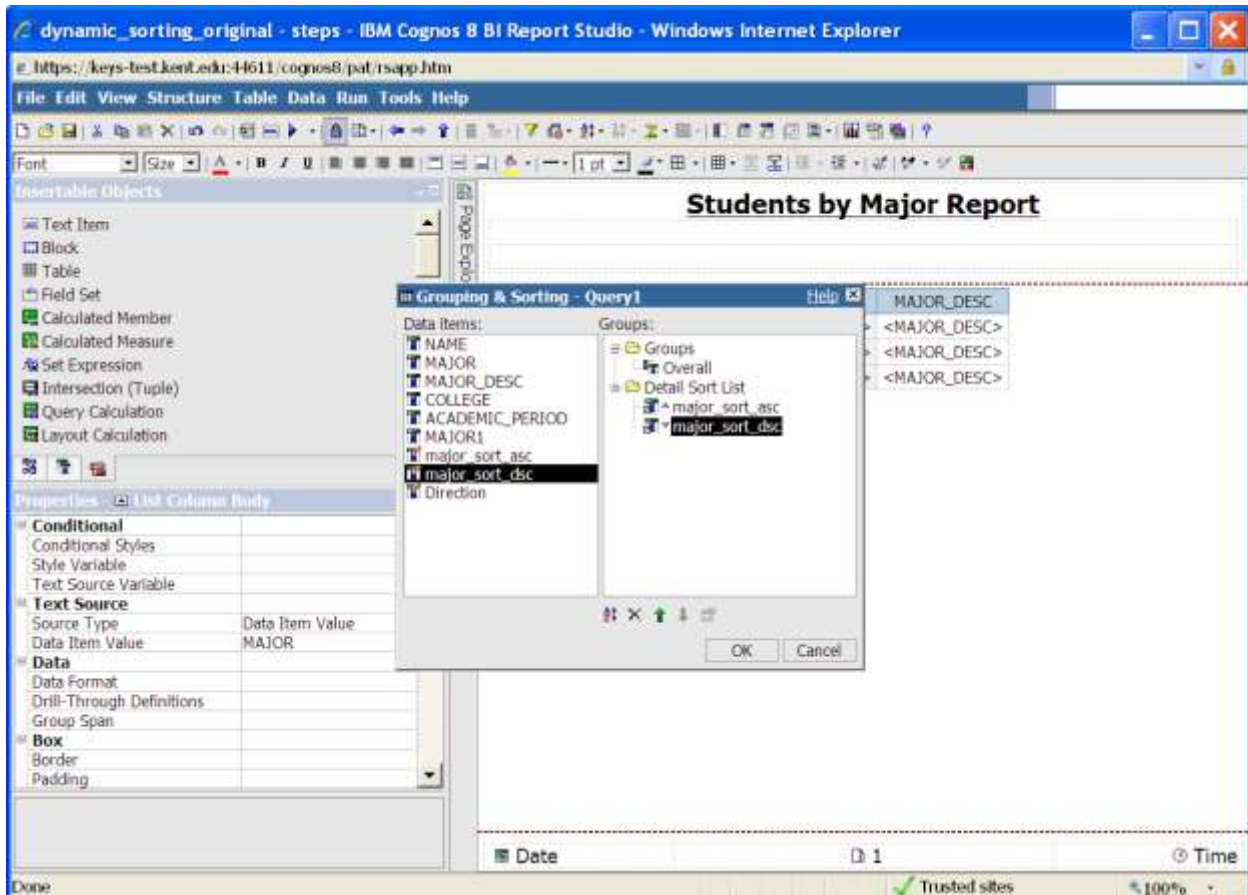 dynamic_sorting_original - steps - IBM Cognos 8 BI Report Studio - Windows Internet Explorer
https://keys-test.kent.edu:44611/cognos8/pat/rsapp.htm
File Edit View Structure Table Data Run Tools Help
Font Size 1 pt
Insertable Objects
Text Item
Block
Table
Field Set
Calculated Member
Calculated Measure
Set Expression
Intersection (Tuple)
Query Calculation
Layout Calculation
Properties - List Column Body
Conditional
Conditional Styles
Style Variable
Text Source Variable
Text Source
Source Type Data Item Value
Data Item Value MAJOR
Data
Data Format
Drill-Through Definitions
Group Span
Box
Border
Padding
Page Explo
Students by Major Report
MAJOR_DESC
> <MAJOR_DESC>
> <MAJOR_DESC>
> <MAJOR_DESC>
Grouping & Sorting - Query1 Help
Data items:
NAME
MAJOR
MAJOR_DESC
COLLEGE
ACADEMIC_PERIOD
MAJOR1
major_sort_asc
major_sort_dsc
Direction
Groups:
Groups
Overall
Detail Sort List
major_sort_asc
major_sort_dsc
OK Cancel
Date 1 Time
Done Trusted sites 100%